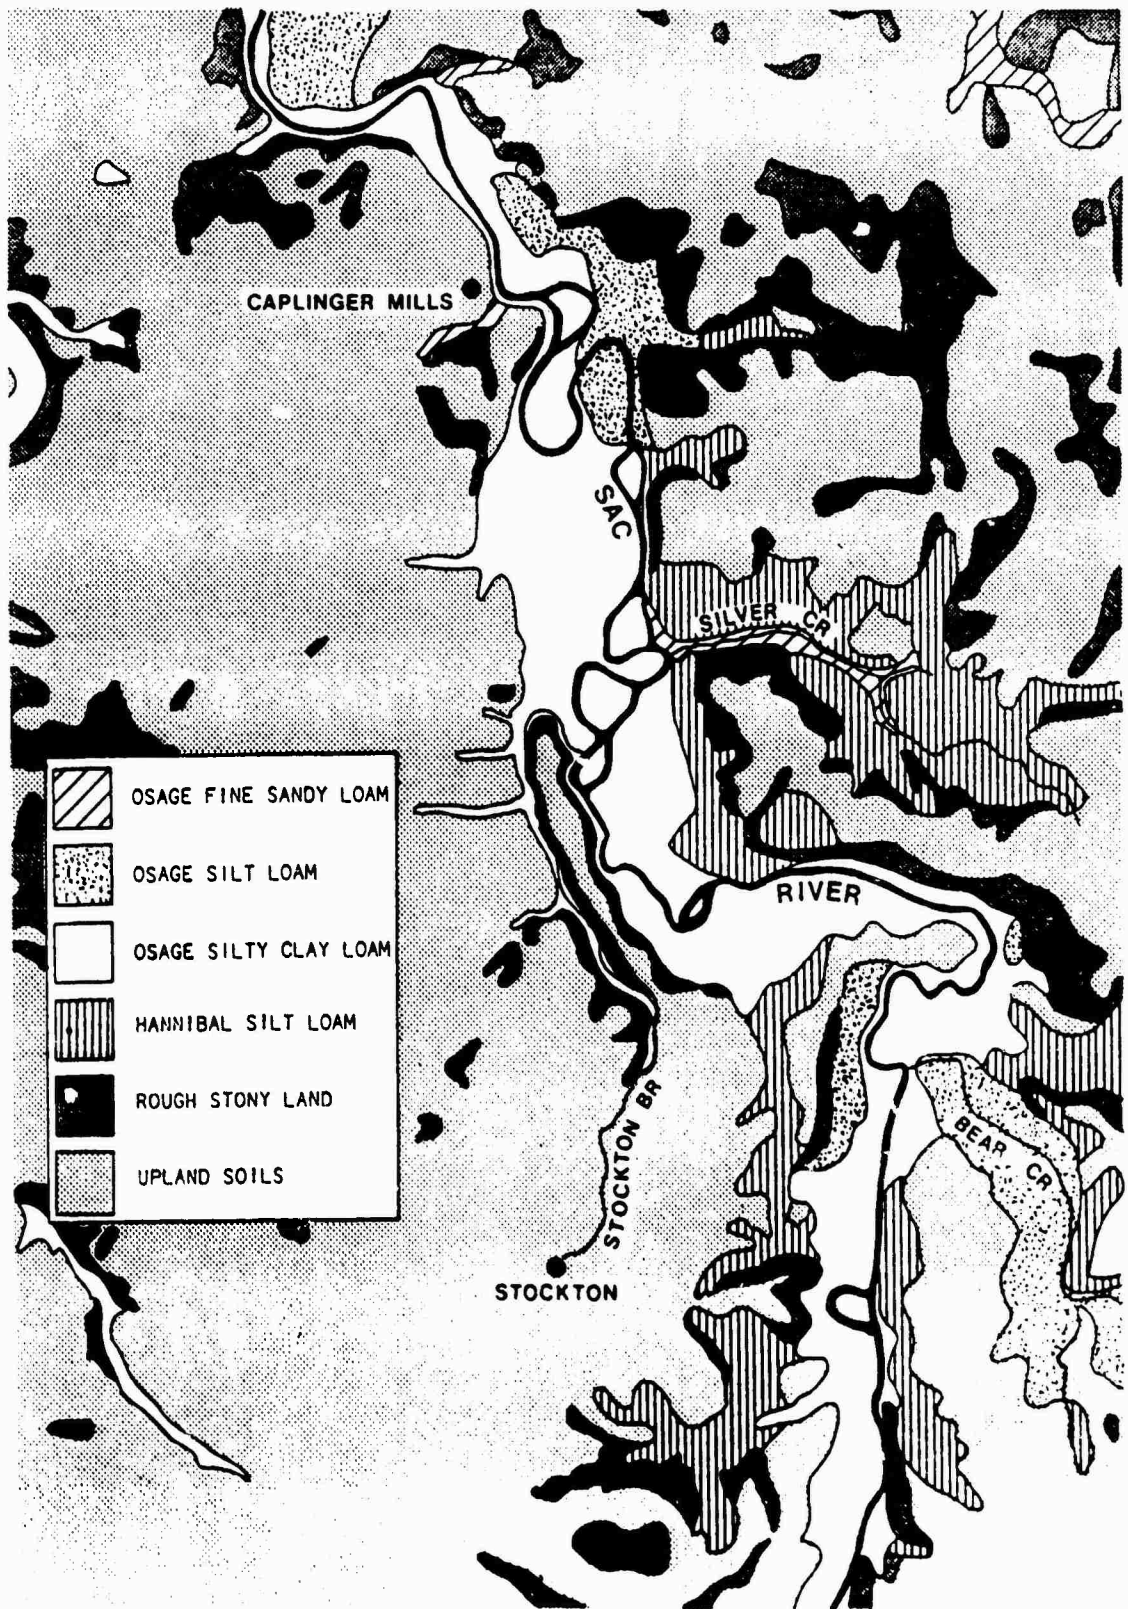 CAPLINGER MILLS
SAC
SILVER CR
RIVER
OSAGE FINE SANDY LOAM
OSAGE SILT LOAM
OSAGE SILTY CLAY LOAM
HANNIBAL SILT LOAM
ROUGH STONY LAND
UPLAND SOILS
STOCKTON BR
BEAR CR
STOCKTON